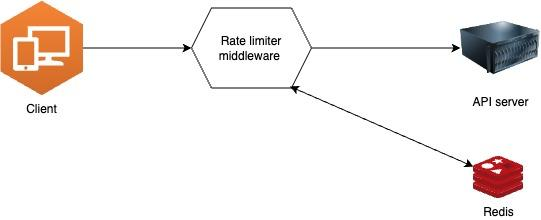 Rate limiter
middleware
Client
API server
Redis